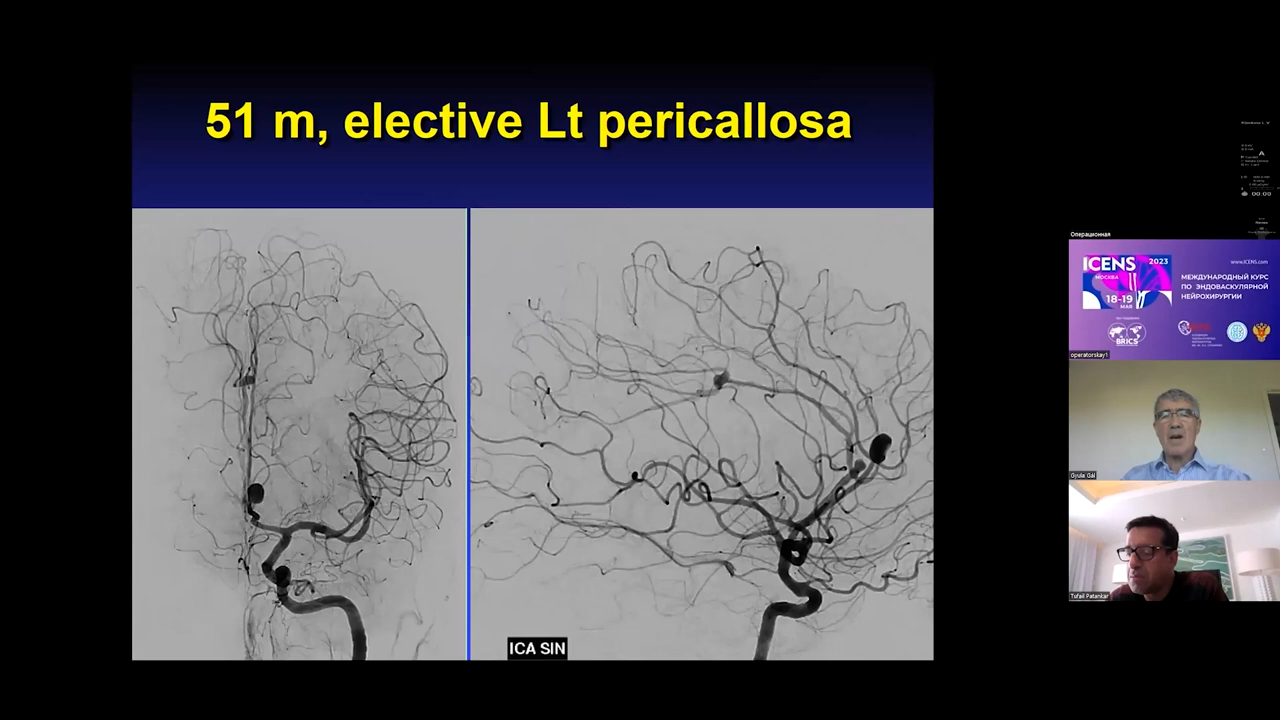 51 m, elective Lt pericallosa
ICA SIN
Операционная
ICENS 2023
МОСКВА
18-19
МАЯ
www.ICENS.com
МЕЖДУНАРОДНЫЙ КУРС
ПО ЭНДОВАСКУЛЯРНОЙ
НЕЙРОХИРУРГИИ
BRICS
operatorskay1
Gyula Gál
Tufail Patankar